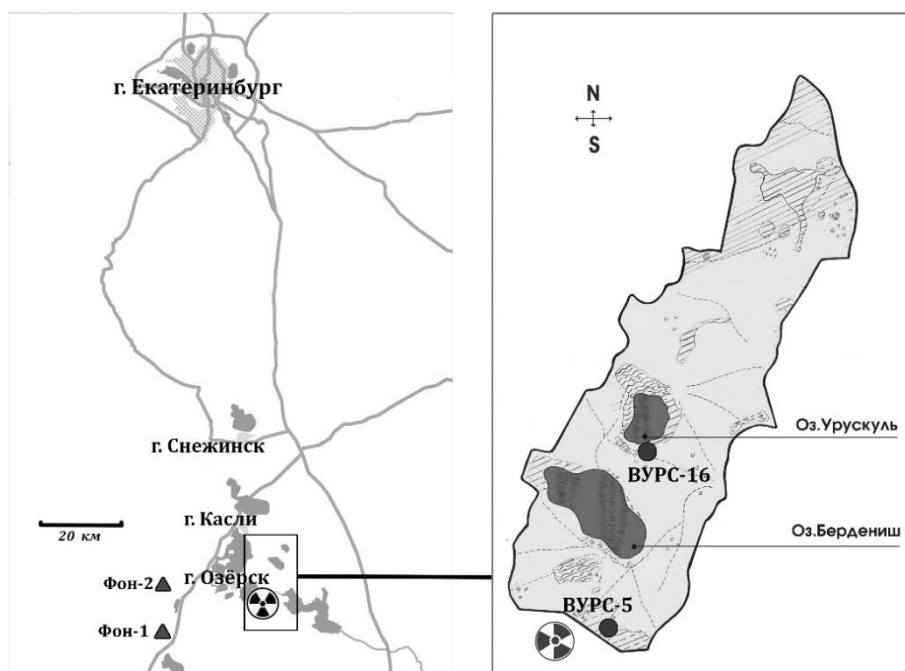 г. Екатеринбург
г. Снежинск
г. Касли
20 км
г. Озёрск
Фон-2
Фон-1
N
S
Оз.Урускуль
ВУРС-16
Оз.Бердениш
ВУРС-5